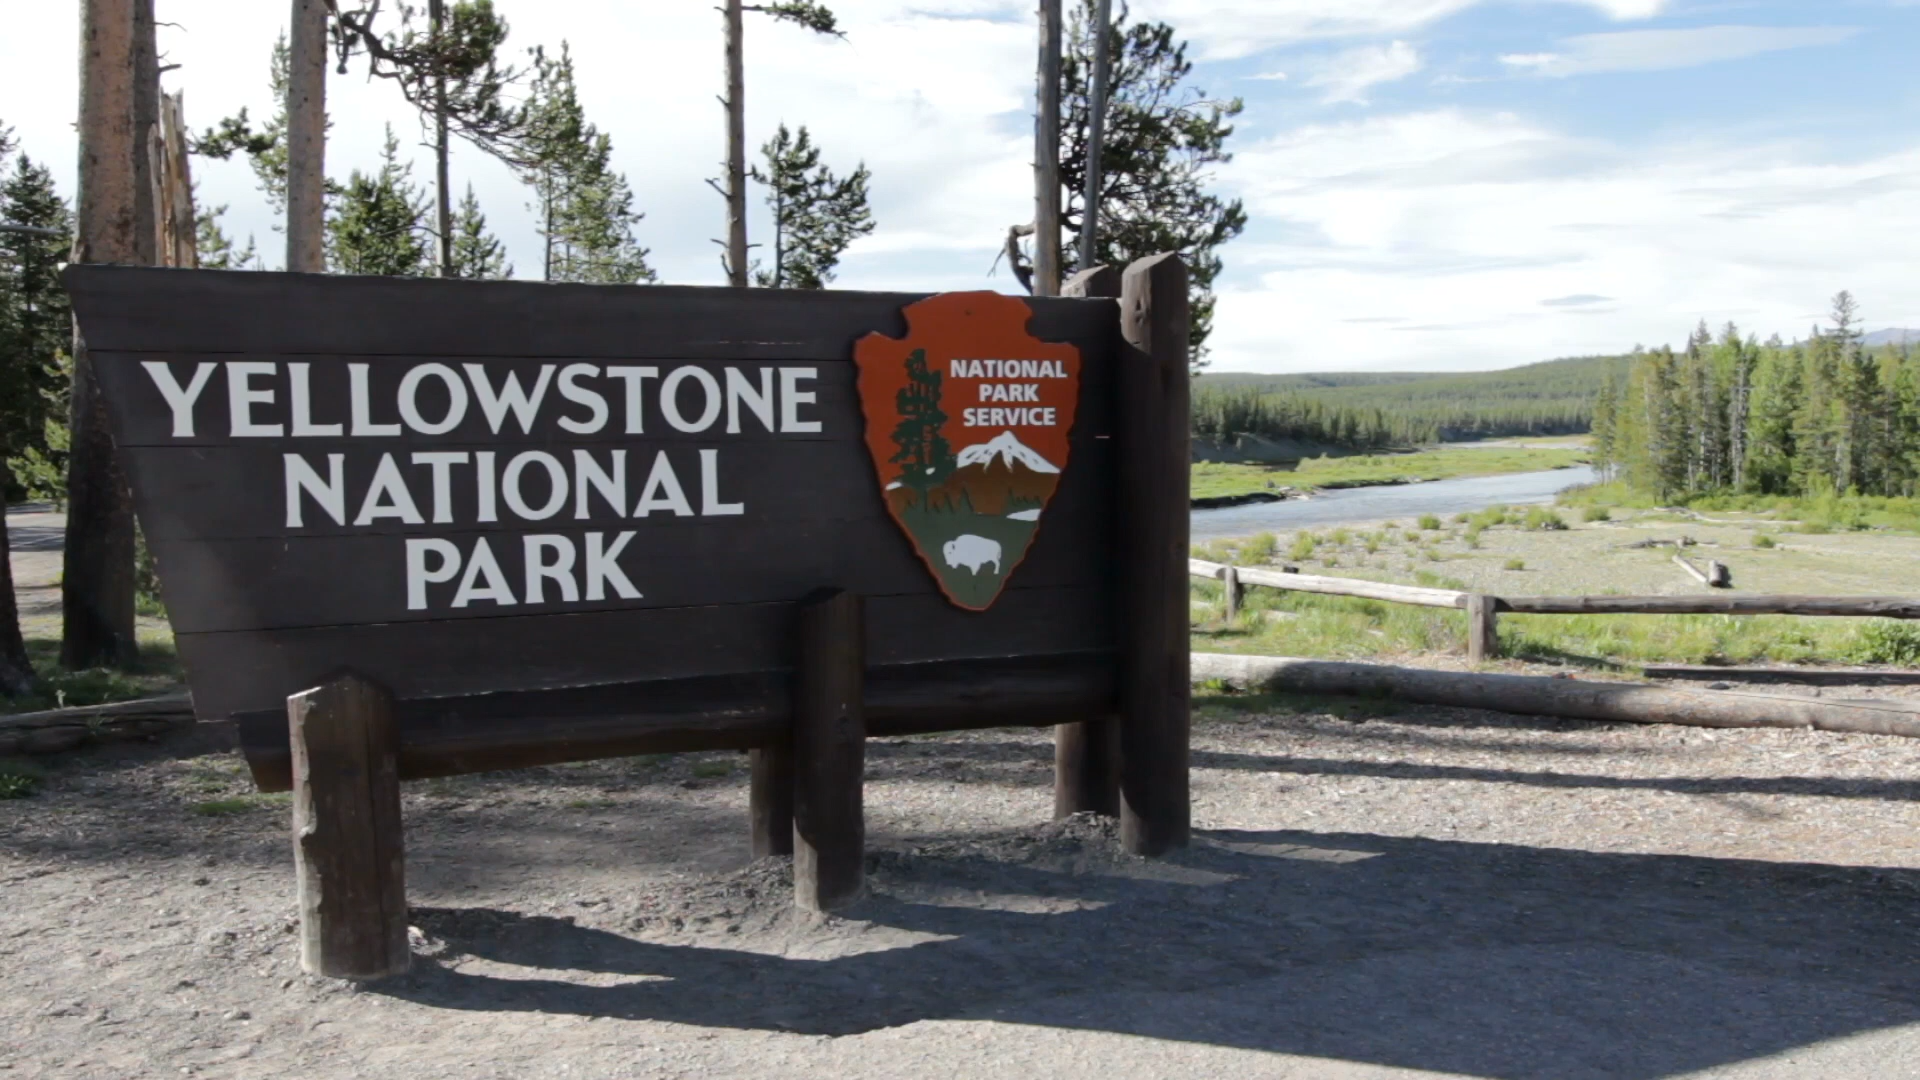 YELLOWSTONE
NATIONAL
PARK
NATIONAL
PARK
SERVICE